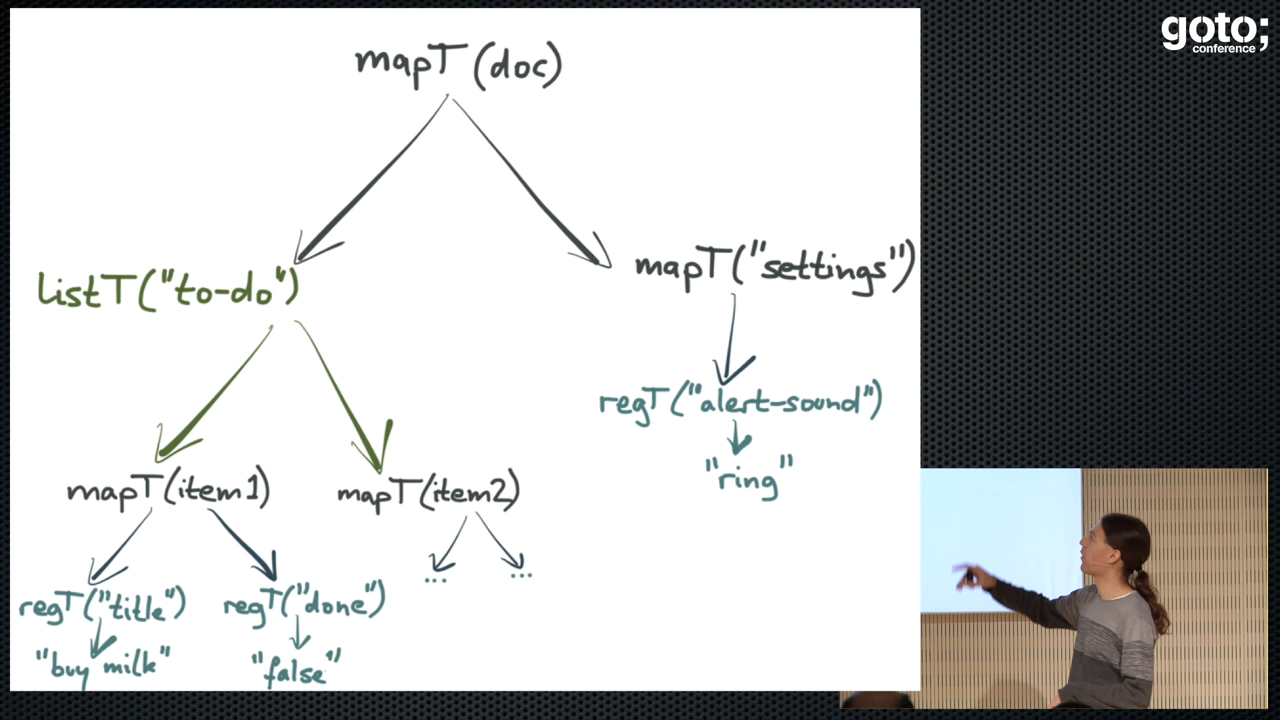 goto;
conference
mapT(doc)
listT("to-do")
mapT("settings")
regT("alert-sound")
"ring"
mapT(item1)
mapT(item2)
... ...
regT("title")
regT("done")
"buy milk"
"false"